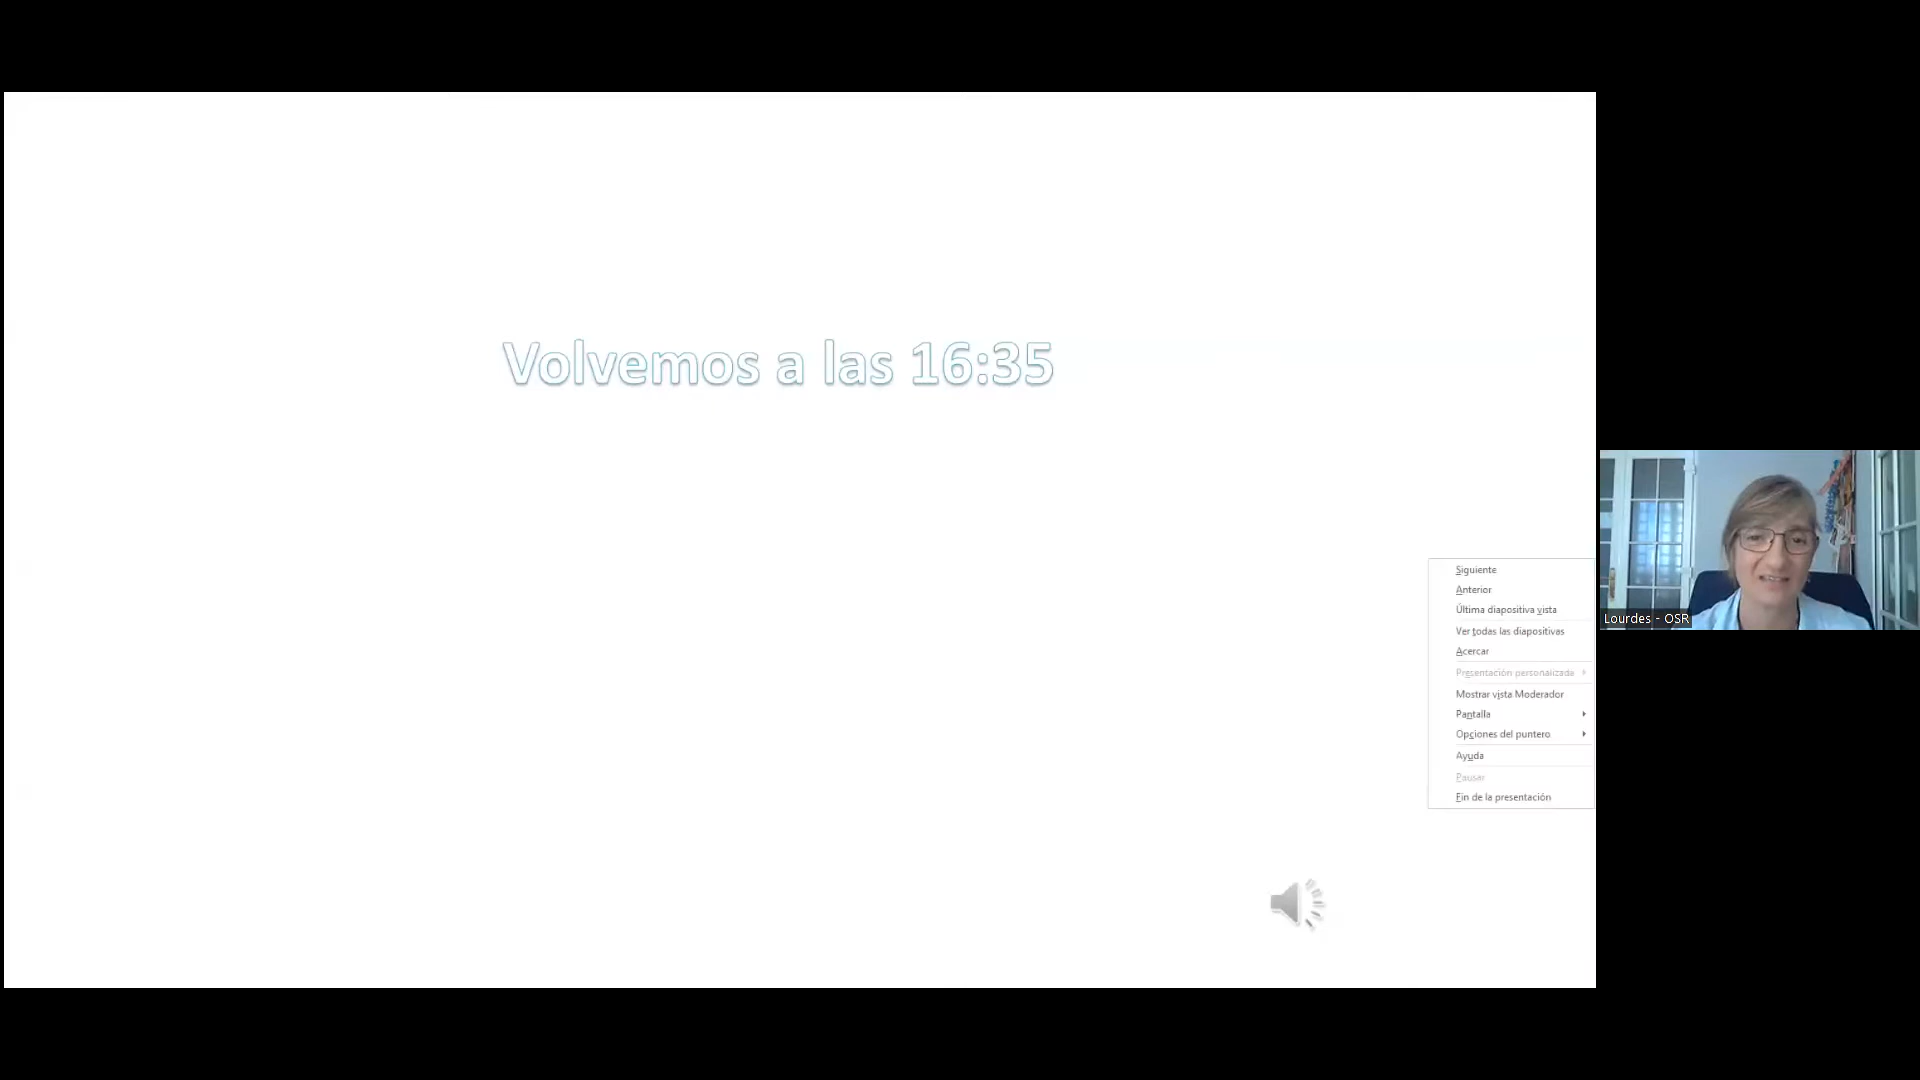 Volvemos a las 16:35
Siguiente
Anterior
Última diapositiva vista
Ver todas las diapositivas
Acercar
Presentación personalizada
Mostrar vista Moderador
Pantalla
Opciones del puntero
Ayuda
Pausar
Fin de la presentación
Lourdes - OSR